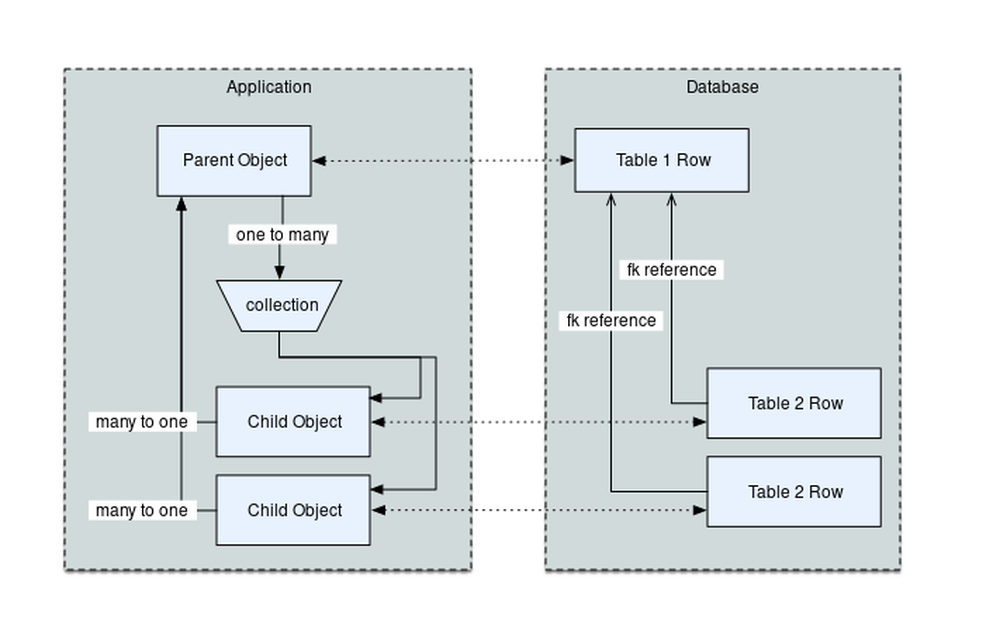 Application
Parent Object
one to many
collection
many to one
Child Object
many to one
Child Object
Database
Table 1 Row
fk reference
fk reference
Table 2 Row
Table 2 Row